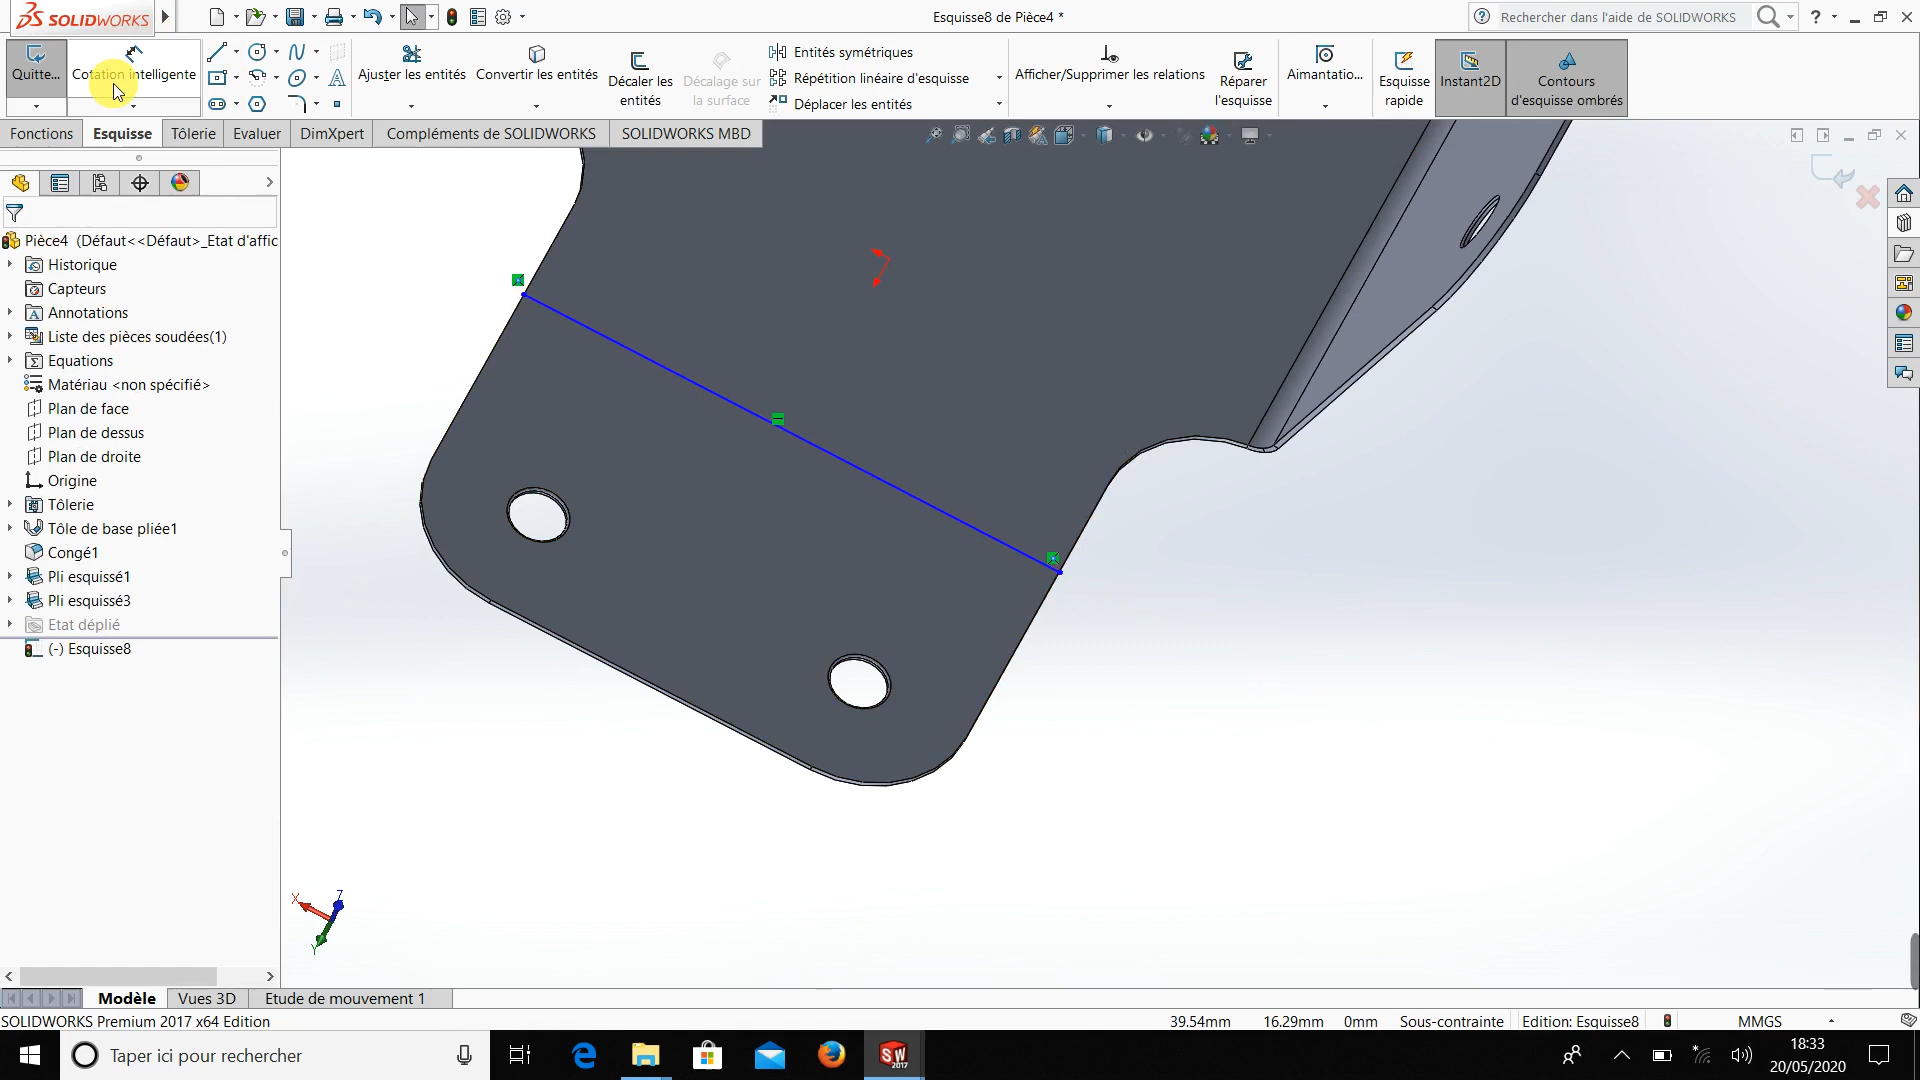 SOLIDWORKS
Esquisse8 de Pièce4 *
Rechercher dans l'aide de SOLIDWORKS
?
Quitte...
Cotation intelligente
Ajuster les entités
Convertir les entités
Décaler les
entités
Décalage sur
la surface
Entités symétriques
Répétition linéaire d'esquisse
Déplacer les entités
Afficher/Supprimer les relations
Réparer
l'esquisse
Aimantatio...
Esquisse
rapide
Instant2D
Contours
d'esquisse ombrés
Fonctions
Esquisse
Tôlerie
Evaluer
DimXpert
Compléments de SOLIDWORKS
SOLIDWORKS MBD
Pièce4 (Défaut<<Défaut>_Etat d'affic
Historique
Capteurs
Annotations
Liste des pièces soudées(1)
Equations
Matériau <non spécifié>
Plan de face
Plan de dessus
Plan de droite
Origine
Tôlerie
Tôle de base pliée1
Congé1
Pli esquissé1
Pli esquissé3
Etat déplié
(-) Esquisse8
X
Z
Y
Modèle
Vues 3D
Etude de mouvement 1
SOLIDWORKS Premium 2017 x64 Edition
39.54mm
16.29mm
0mm
Sous-contrainte
Edition: Esquisse8
MMGS
Taper ici pour rechercher
SW
2017
18:33
20/05/2020